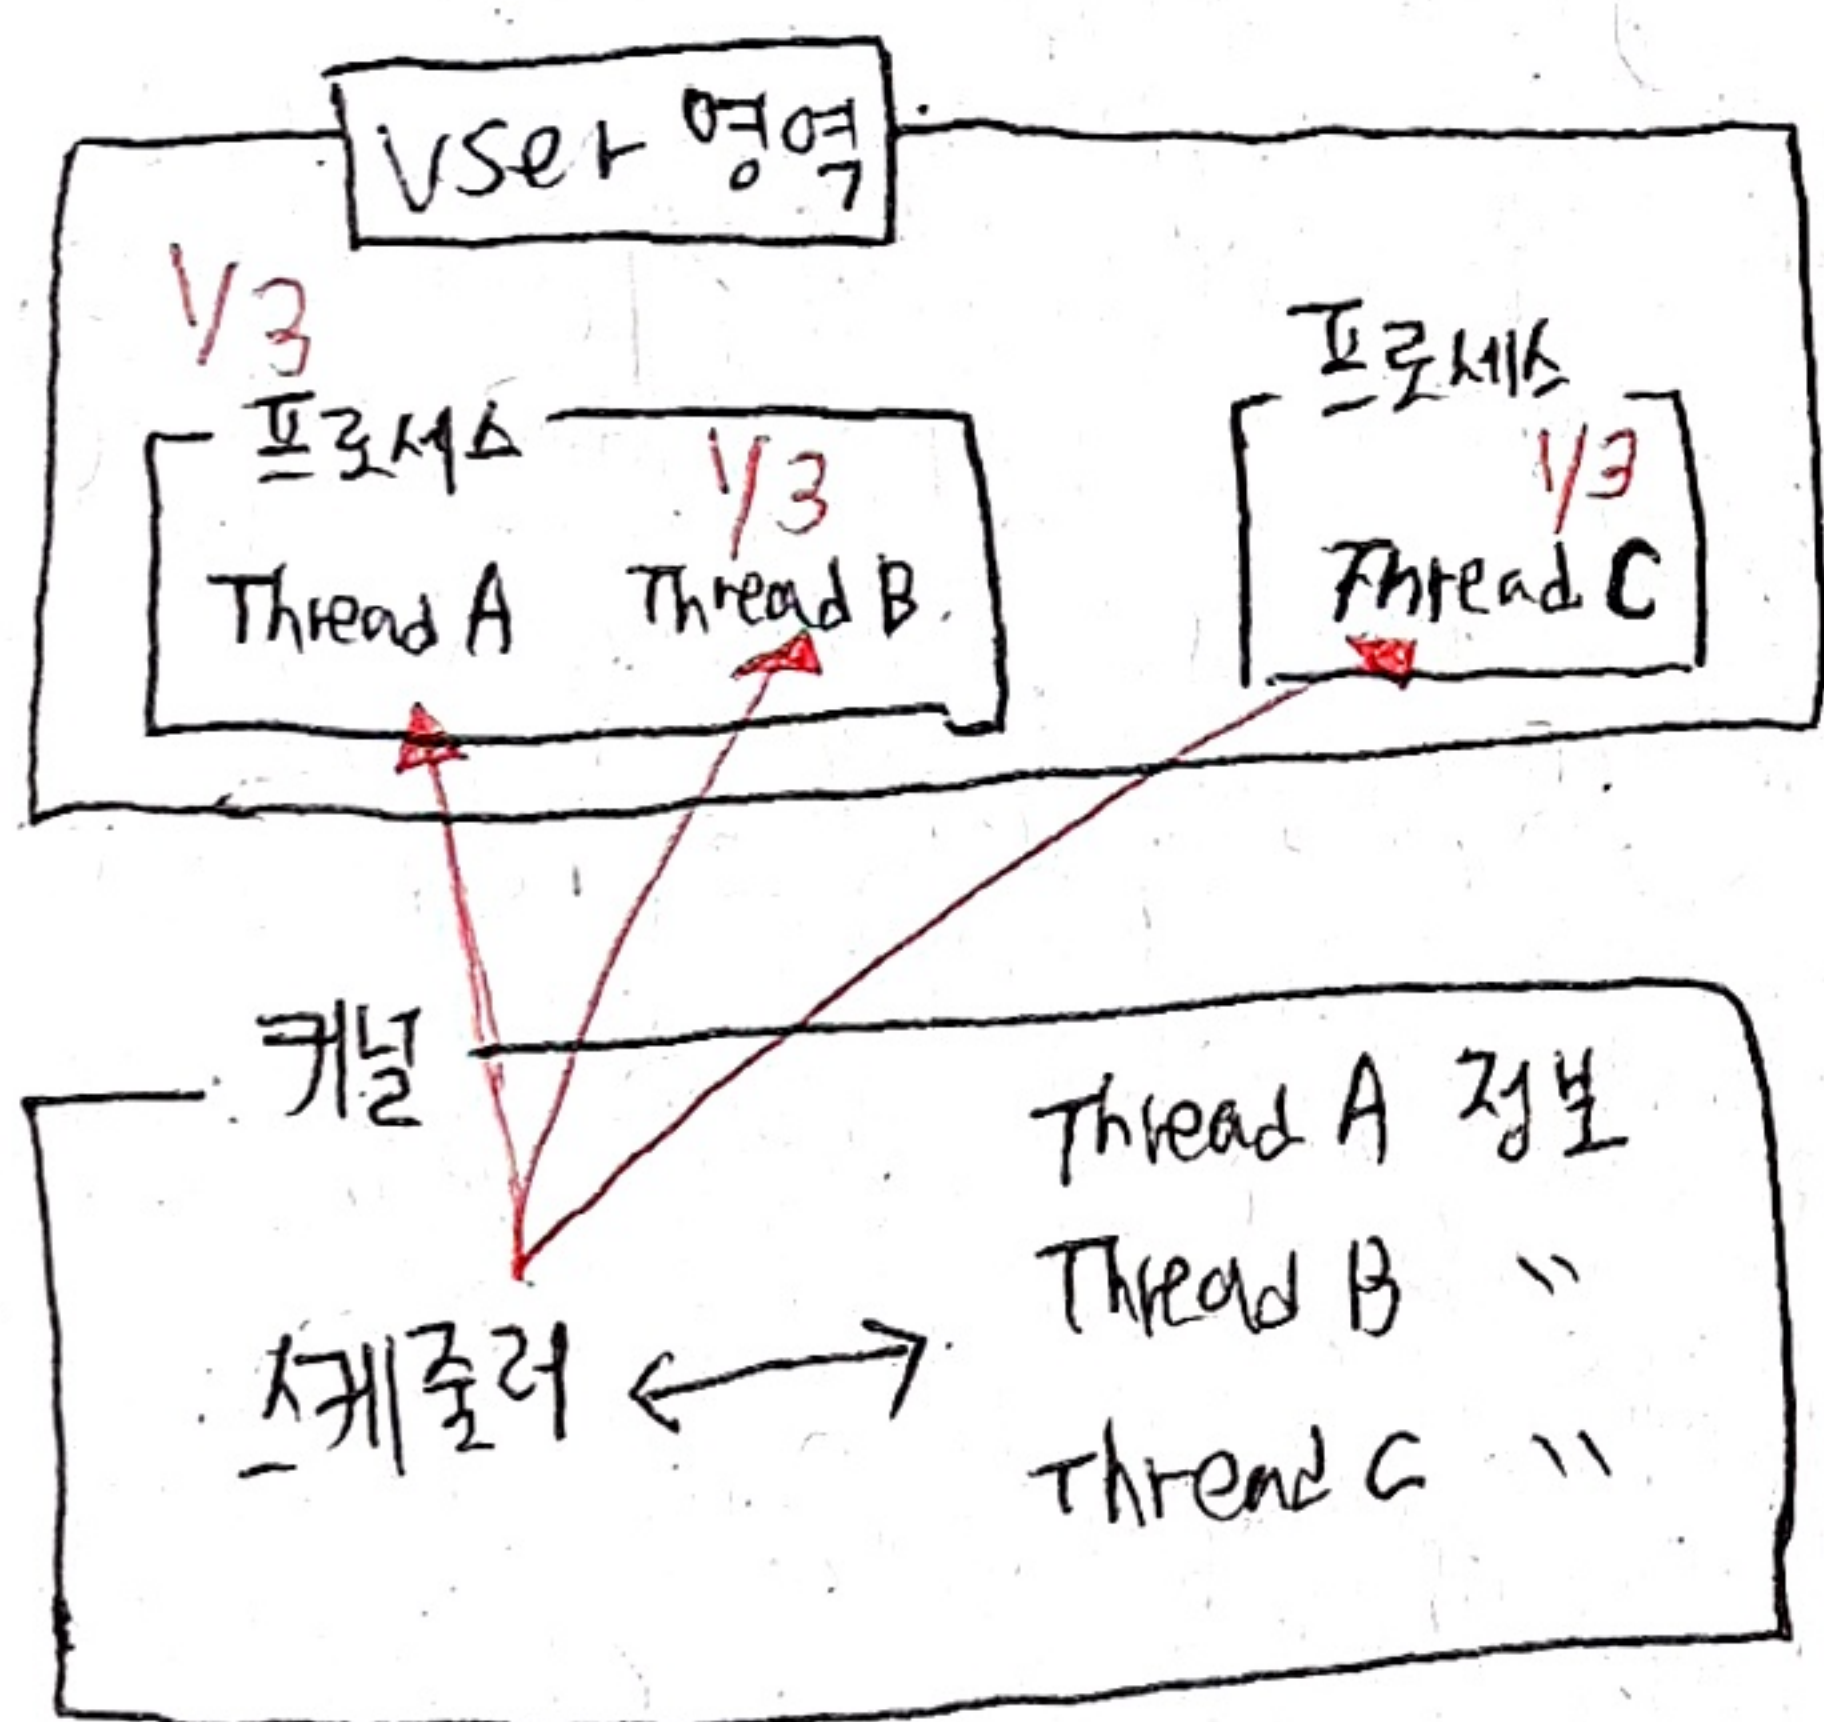 User 영역
1/3
프로세스
프로세스
1/3
1/3
Thread A
Thread B
Thread C
커널
Thread A 정보
Thread B "
스케줄러
Thread C "